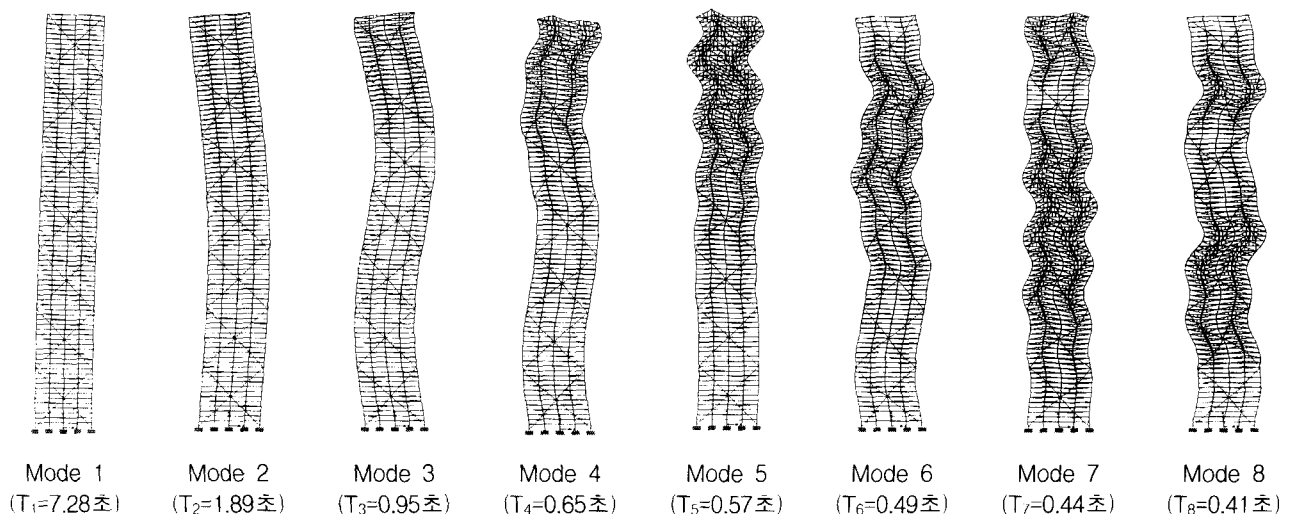 Mode 1
(T₁=7.28초)
Mode 2
(T₂=1.89초)
Mode 3
(T₃=0.95초)
Mode 4
(T₄=0.65초)
Mode 5
(T₅=0.57초)
Mode 6
(T₆=0.49초)
Mode 7
(T₇=0.44초)
Mode 8
(T₈=0.41초)